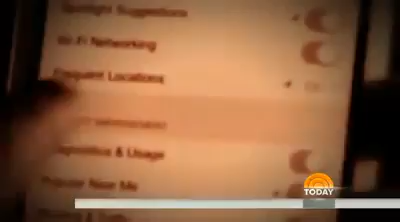 Spotlight Suggestions
Wi-Fi Networking
Frequent Locations
Diagnostics & Usage
Popular Near Me
TODAY